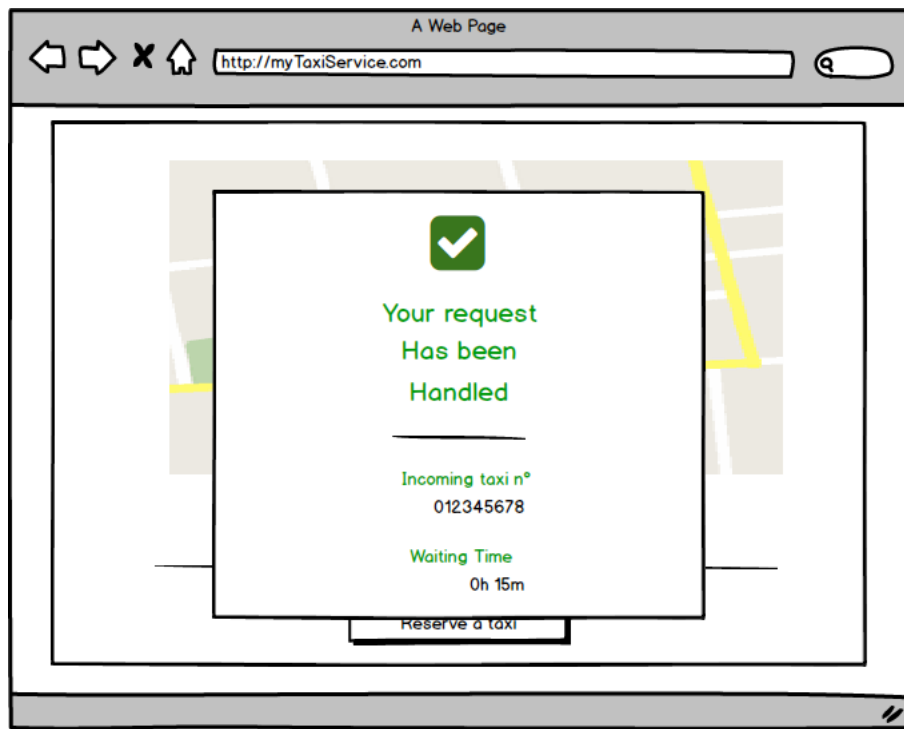 A Web Page
http://myTaxiService.com
Your request
Has been
Handled
Incoming taxi n°
012345678
Waiting Time
0h 15m
Reserve a taxi